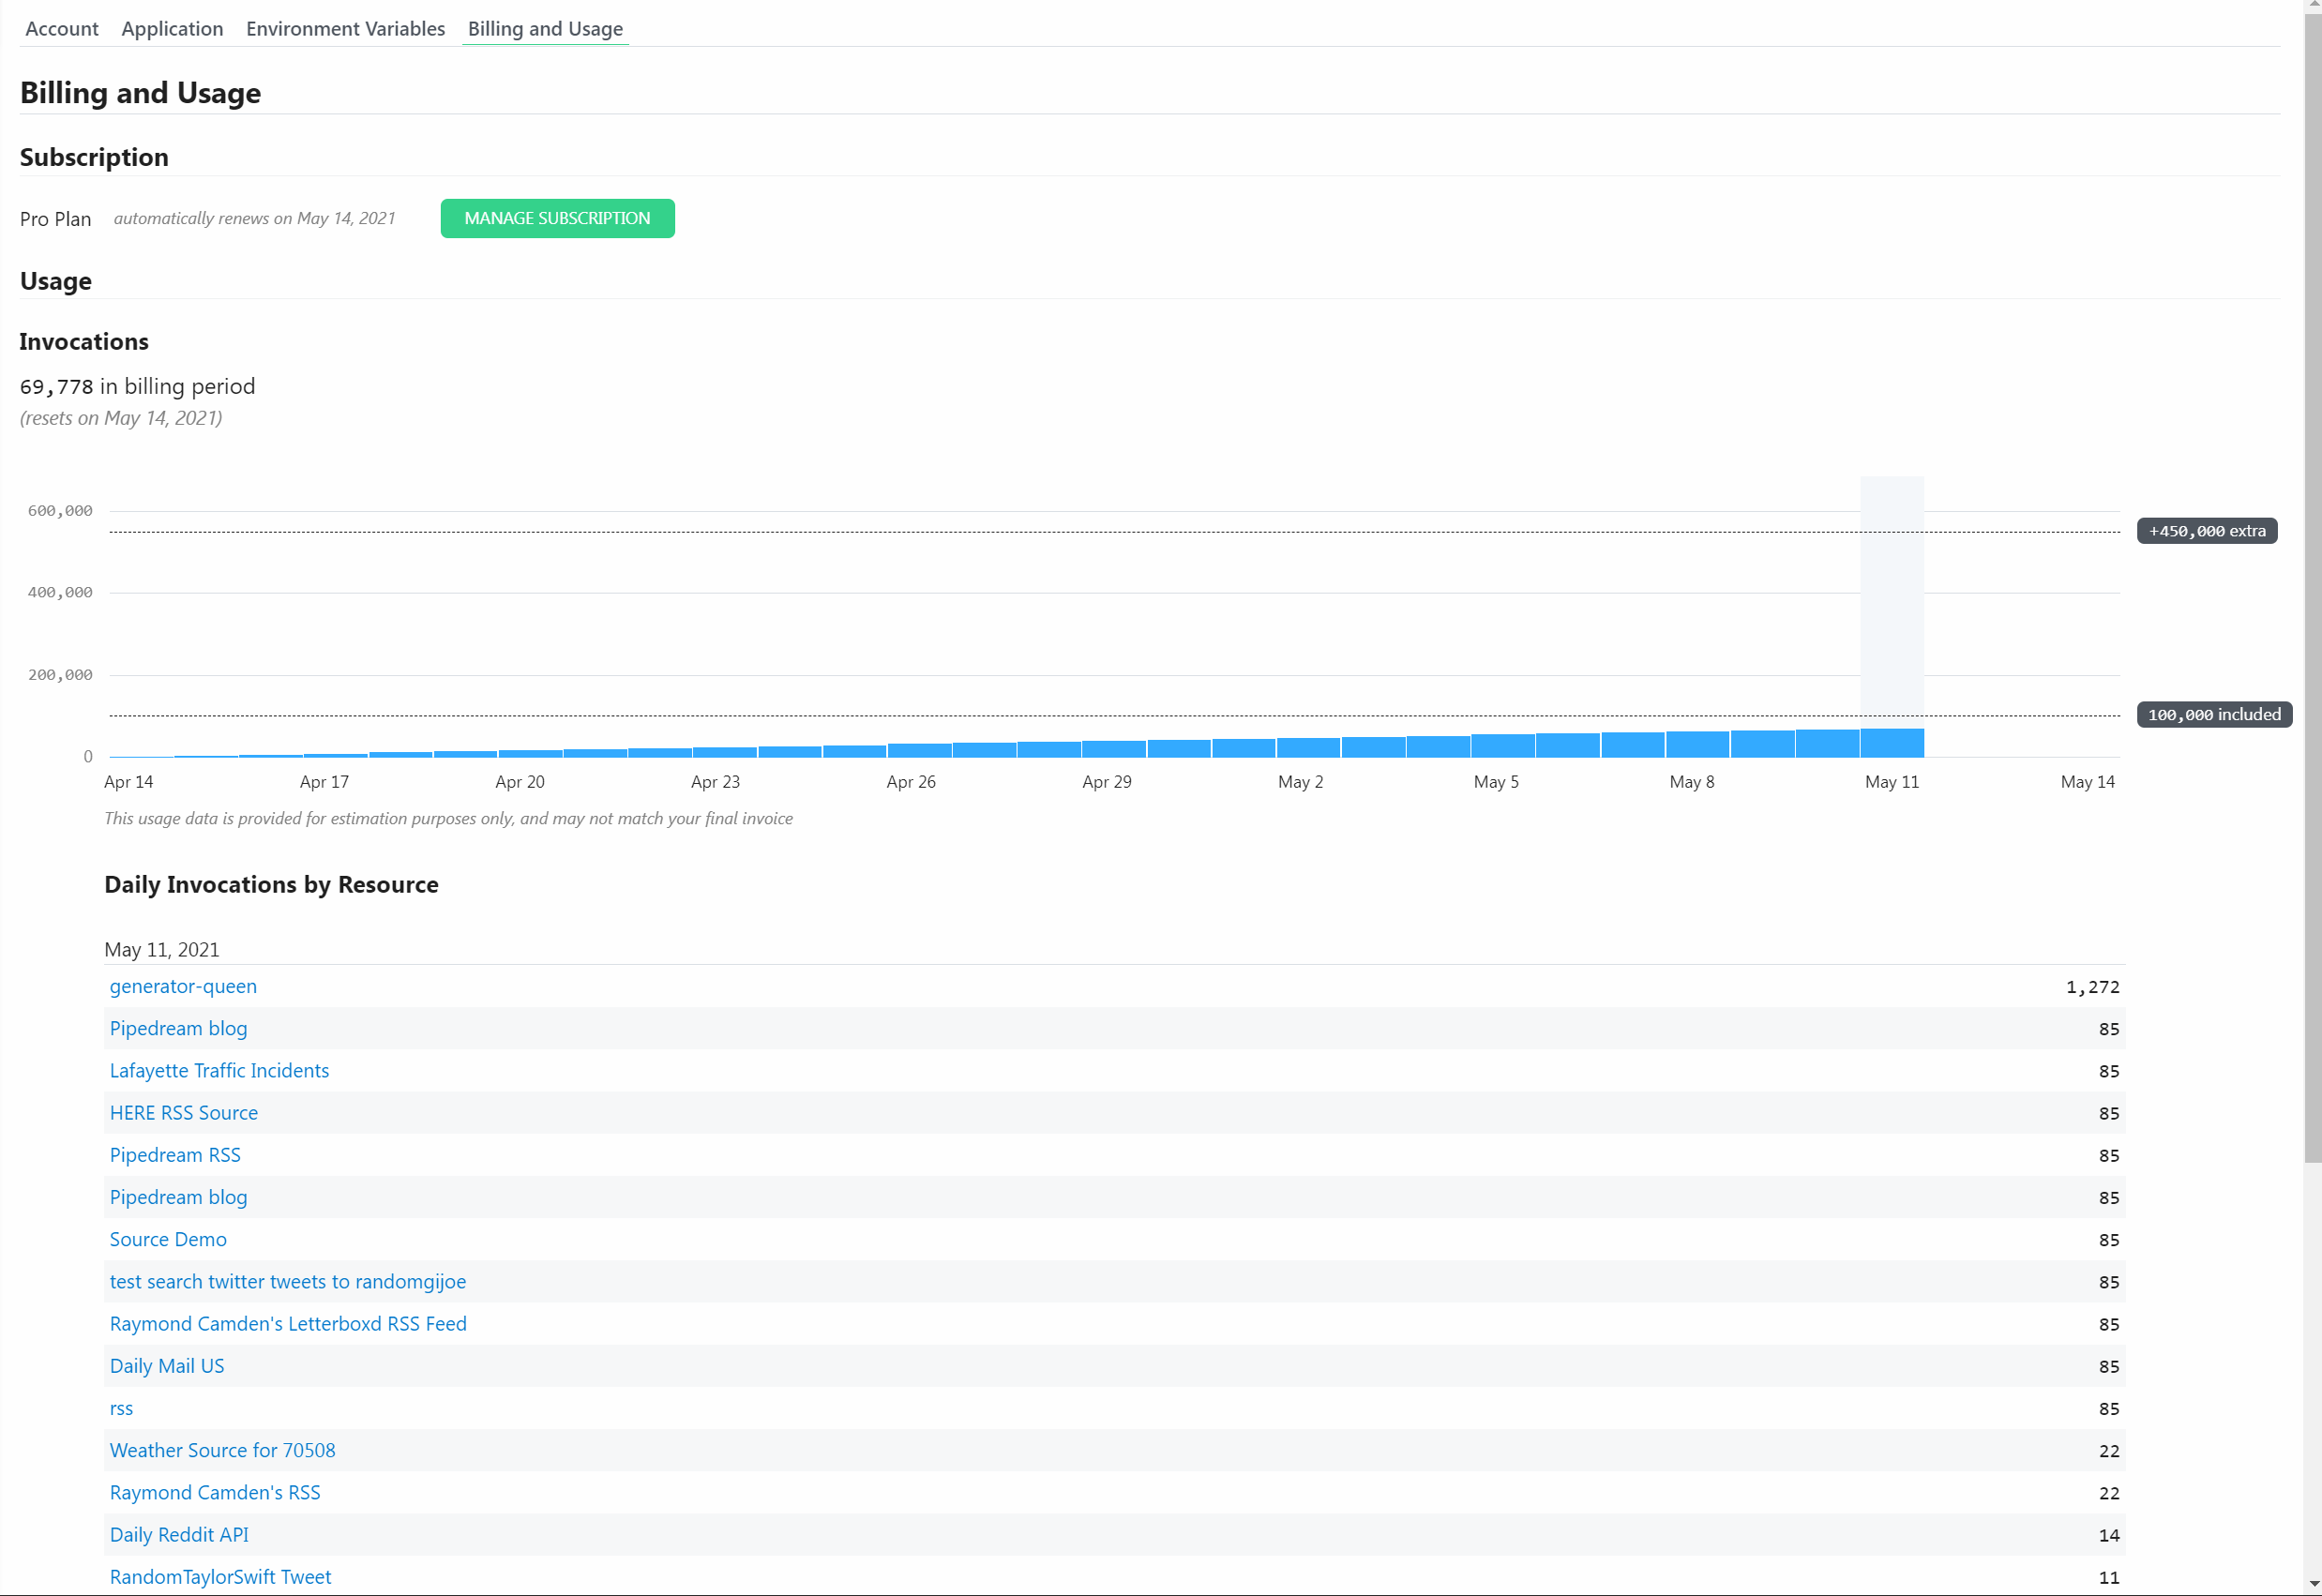 Account Application Environment Variables Billing and Usage
Billing and Usage
Subscription
Pro Plan automatically renews on May 14, 2021 MANAGE SUBSCRIPTION
Usage
Invocations
69,778 in billing period
(resets on May 14, 2021)
600,000
+450,000 extra
400,000
200,000
100,000 included
0
Apr 14 Apr 17 Apr 20 Apr 23 Apr 26 Apr 29 May 2 May 5 May 8 May 11 May 14
This usage data is provided for estimation purposes only, and may not match your final invoice
Daily Invocations by Resource
May 11, 2021
generator-queen 1,272
Pipedream blog 85
Lafayette Traffic Incidents 85
HERE RSS Source 85
Pipedream RSS 85
Pipedream blog 85
Source Demo 85
test search twitter tweets to randomgijoe 85
Raymond Camden's Letterboxd RSS Feed 85
Daily Mail US 85
rss 85
Weather Source for 70508 22
Raymond Camden's RSS 22
Daily Reddit API 14
RandomTaylorSwift Tweet 11